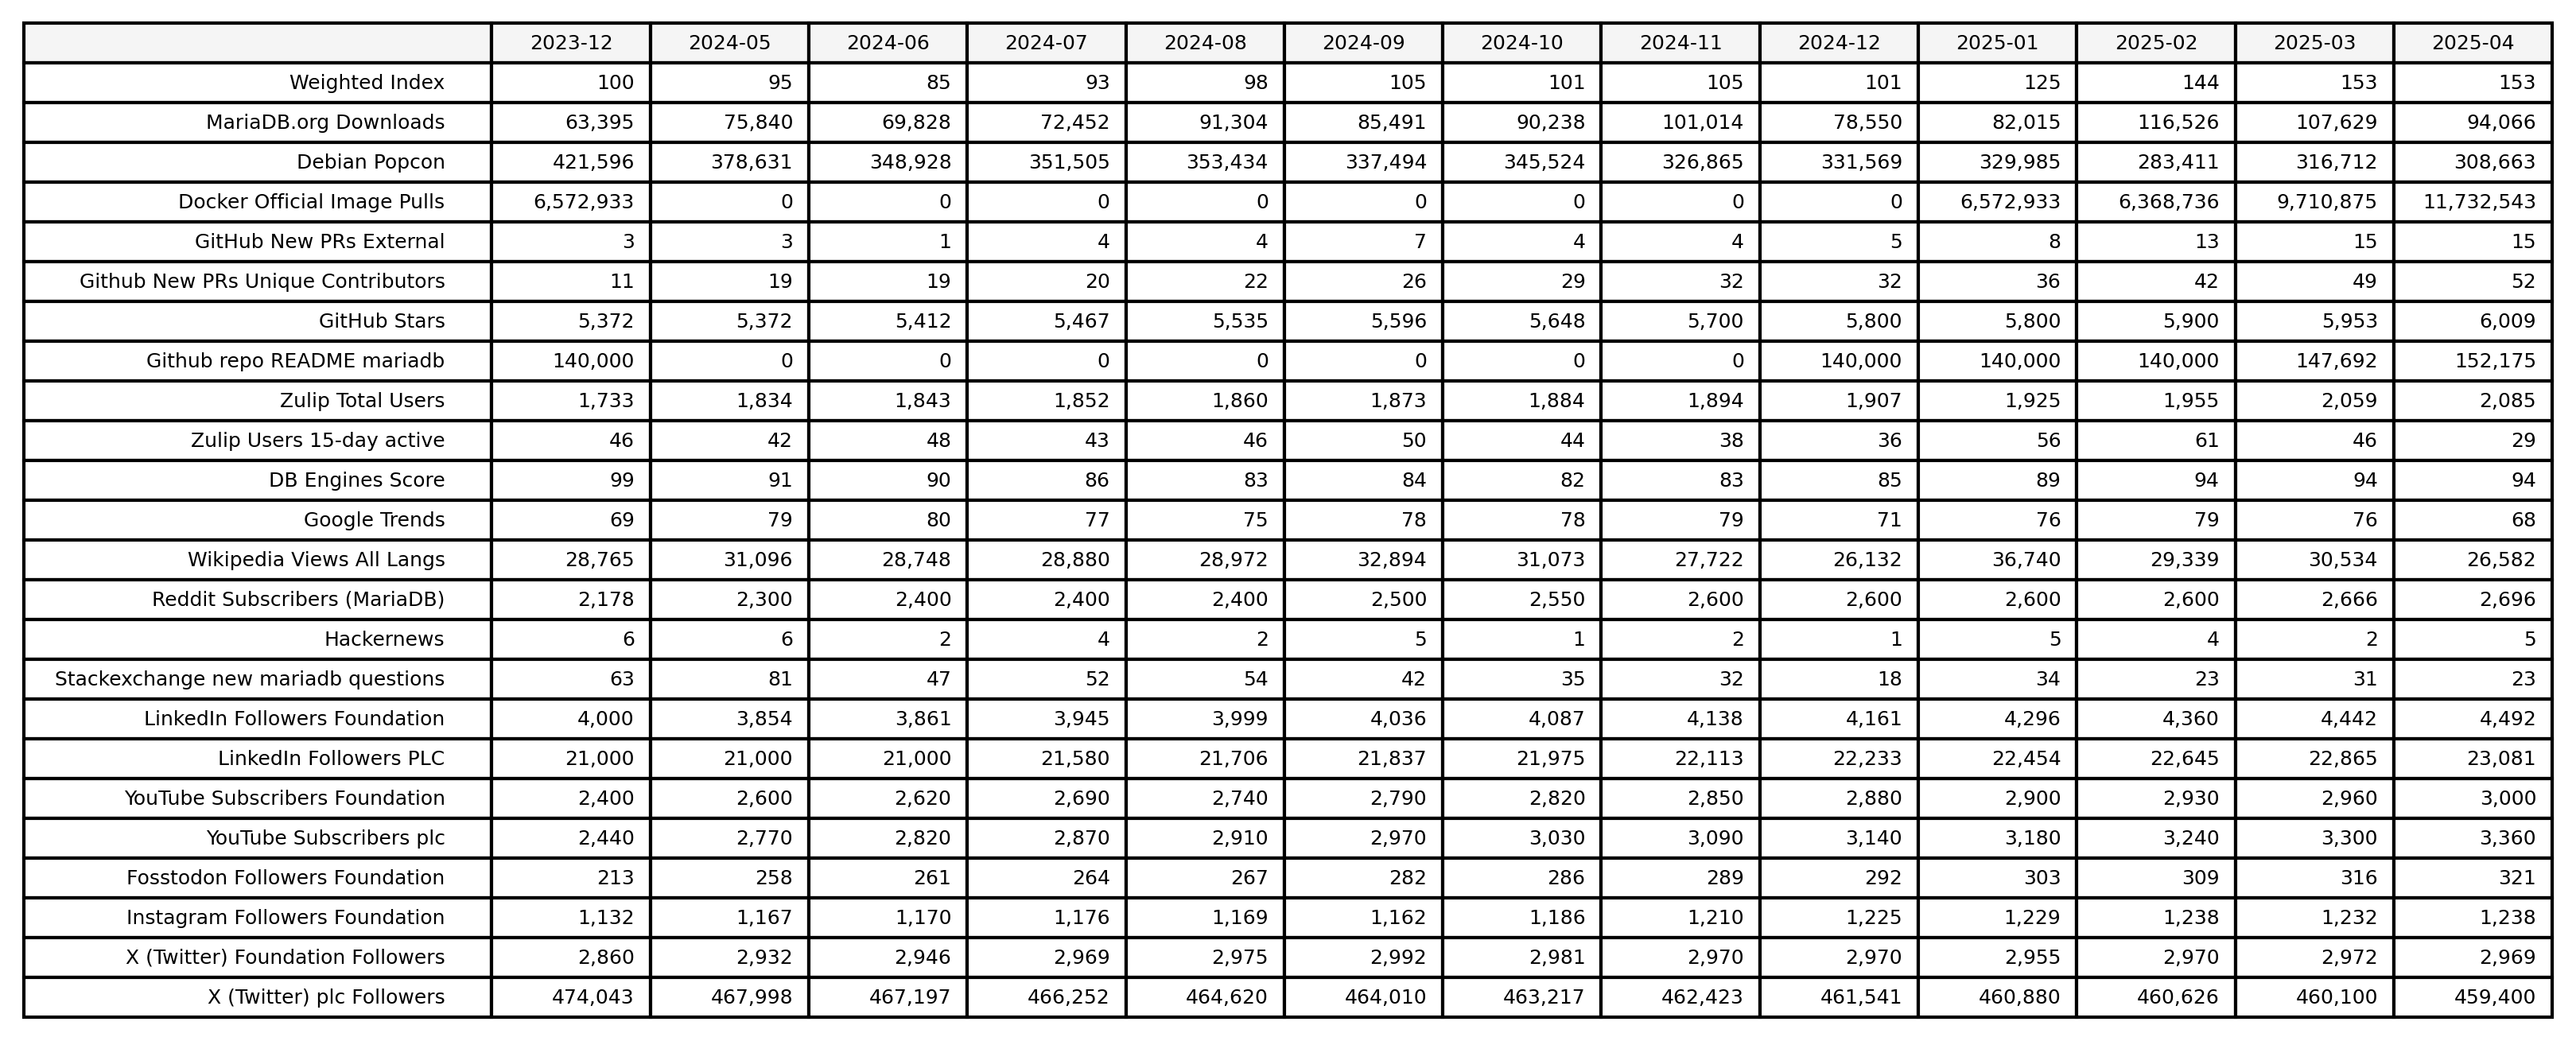 2023-12 2024-05 2024-06 2024-07 2024-08 2024-09 2024-10 2024-11 2024-12 2025-01 2025-02 2025-03 2025-04
Weighted Index 100 95 85 93 98 105 101 105 101 125 144 153 153
MariaDB.org Downloads 63,395 75,840 69,828 72,452 91,304 85,491 90,238 101,014 78,550 82,015 116,526 107,629 94,066
Debian Popcon 421,596 378,631 348,928 351,505 353,434 337,494 345,524 326,865 331,569 329,985 283,411 316,712 308,663
Docker Official Image Pulls 6,572,933 0 0 0 0 0 0 0 0 6,572,933 6,368,736 9,710,875 11,732,543
GitHub New PRs External 3 3 1 4 4 7 4 4 5 8 13 15 15
Github New PRs Unique Contributors 11 19 19 20 22 26 29 32 32 36 42 49 52
GitHub Stars 5,372 5,372 5,412 5,467 5,535 5,596 5,648 5,700 5,800 5,800 5,900 5,953 6,009
Github repo README mariadb 140,000 0 0 0 0 0 0 0 140,000 140,000 140,000 147,692 152,175
Zulip Total Users 1,733 1,834 1,843 1,852 1,860 1,873 1,884 1,894 1,907 1,925 1,955 2,059 2,085
Zulip Users 15-day active 46 42 48 43 46 50 44 38 36 56 61 46 29
DB Engines Score 99 91 90 86 83 84 82 83 85 89 94 94 94
Google Trends 69 79 80 77 75 78 78 79 71 76 79 76 68
Wikipedia Views All Langs 28,765 31,096 28,748 28,880 28,972 32,894 31,073 27,722 26,132 36,740 29,339 30,534 26,582
Reddit Subscribers (MariaDB) 2,178 2,300 2,400 2,400 2,400 2,500 2,550 2,600 2,600 2,600 2,600 2,666 2,696
Hackernews 6 6 2 4 2 5 1 2 1 5 4 2 5
Stackexchange new mariadb questions 63 81 47 52 54 42 35 32 18 34 23 31 23
LinkedIn Followers Foundation 4,000 3,854 3,861 3,945 3,999 4,036 4,087 4,138 4,161 4,296 4,360 4,442 4,492
LinkedIn Followers PLC 21,000 21,000 21,000 21,580 21,706 21,837 21,975 22,113 22,233 22,454 22,645 22,865 23,081
YouTube Subscribers Foundation 2,400 2,600 2,620 2,690 2,740 2,790 2,820 2,850 2,880 2,900 2,930 2,960 3,000
YouTube Subscribers plc 2,440 2,770 2,820 2,870 2,910 2,970 3,030 3,090 3,140 3,180 3,240 3,300 3,360
Fosstodon Followers Foundation 213 258 261 264 267 282 286 289 292 303 309 316 321
Instagram Followers Foundation 1,132 1,167 1,170 1,176 1,169 1,162 1,186 1,210 1,225 1,229 1,238 1,232 1,238
X (Twitter) Foundation Followers 2,860 2,932 2,946 2,969 2,975 2,992 2,981 2,970 2,970 2,955 2,970 2,972 2,969
X (Twitter) plc Followers 474,043 467,998 467,197 466,252 464,620 464,010 463,217 462,423 461,541 460,880 460,626 460,100 459,400